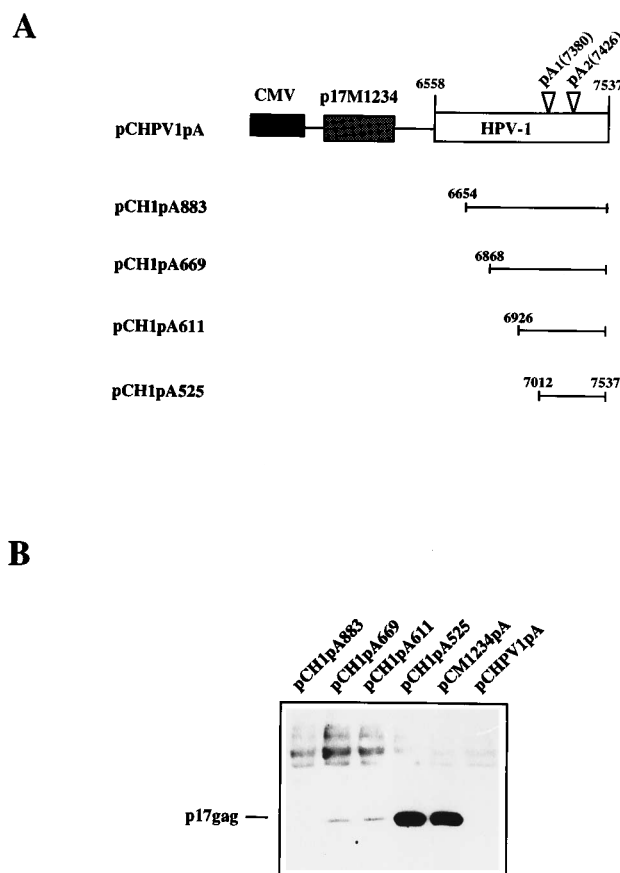 A
pA1(7380)
pA2(7426)
6558
7537
CMV
p17M1234
pCHPV1pA
HPV-1
6654
pCH1pA883
6868
pCH1pA669
6926
pCH1pA611
7012
7537
pCH1pA525
B
pCH1pA883
pCH1pA669
pCH1pA611
pCH1pA525
pCM1234pA
pCHPV1pA
p17gag